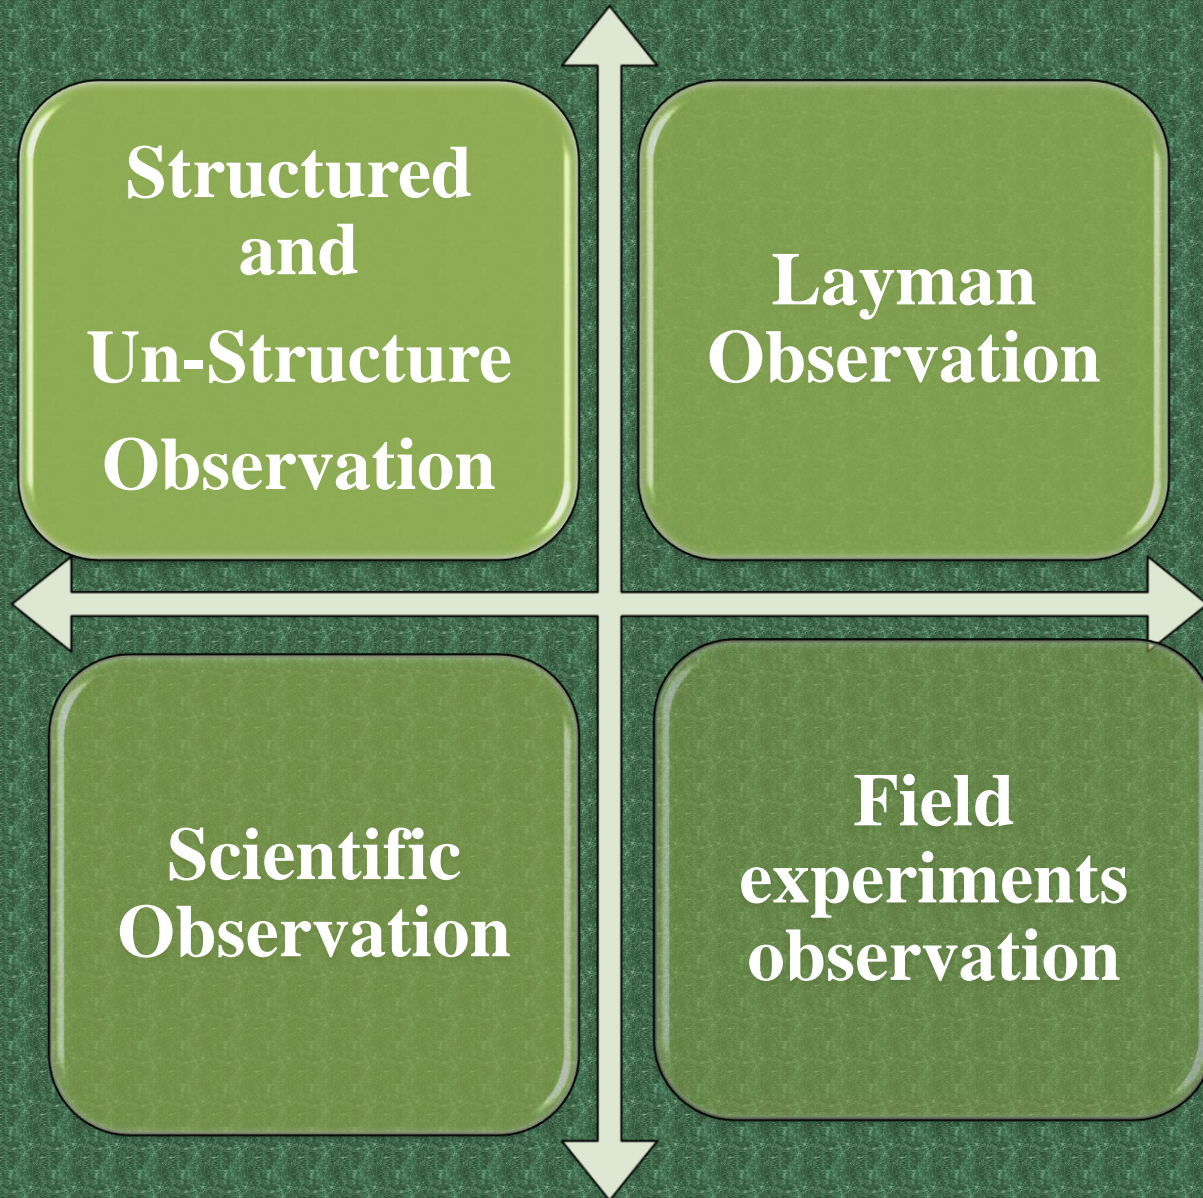 Structured
and
Un-Structure
Observation
Layman
Observation
Scientific
Observation
Field
experiments
observation